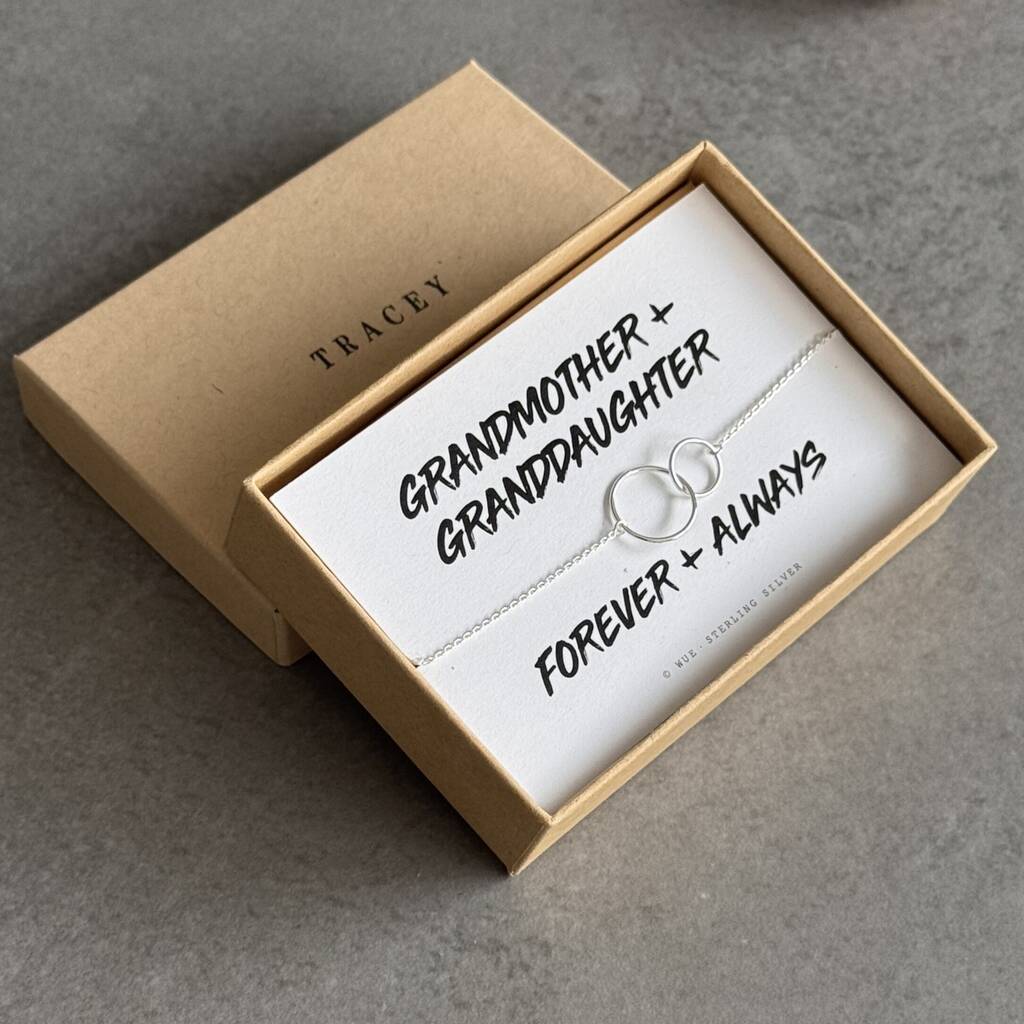 TRACEY
GRANDMOTHER +
GRANDDAUGHTER
FOREVER + ALWAYS
© WUE. STERLING SILVER